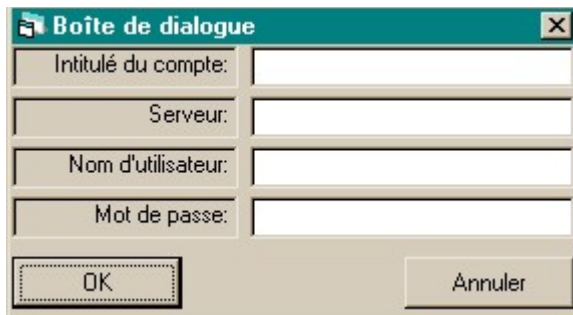 Boîte de dialogue
Intitulé du compte:
Serveur:
Nom d'utilisateur:
Mot de passe:
OK Annuler